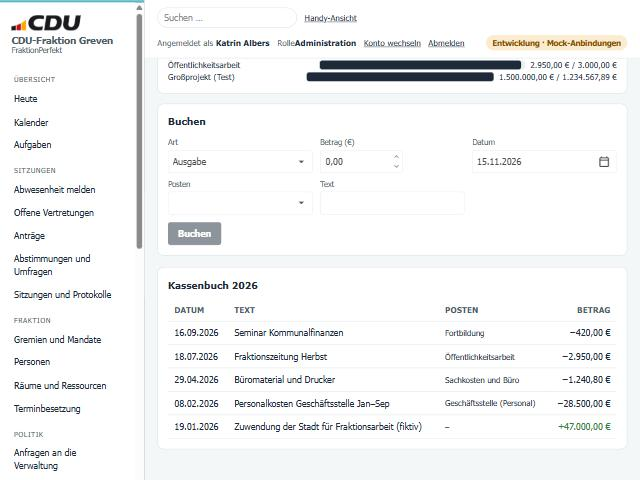 CDU
CDU-Fraktion Greven
FraktionPerfekt
ÜBERSICHT
Heute
Kalender
Aufgaben
SITZUNGEN
Abwesenheit melden
Offene Vertretungen
Anträge
Abstimmungen und
Umfragen
Sitzungen und Protokolle
FRAKTION
Gremien und Mandate
Personen
Räume und Ressourcen
Terminbesetzung
POLITIK
Anfragen an die
Verwaltung
Suchen ...
Handy-Ansicht
Angemeldet als Katrin Albers RolleAdministration Konto wechseln Abmelden Entwicklung · Mock-Anbindungen
Öffentlichkeitsarbeit 2.950,00 € / 3.000,00 €
Großprojekt (Test) 1.500.000,00 € / 1.234.567,89 €
Buchen
Art Betrag (€) Datum
Ausgabe 0,00 15.11.2026
Posten Text
Buchen
Kassenbuch 2026
DATUM TEXT POSTEN BETRAG
16.09.2026 Seminar Kommunalfinanzen Fortbildung −420,00 €
18.07.2026 Fraktionszeitung Herbst Öffentlichkeitsarbeit −2.950,00 €
29.04.2026 Büromaterial und Drucker Sachkosten und Büro −1.240,80 €
08.02.2026 Personalkosten Geschäftsstelle Jan–Sep Geschäftsstelle (Personal) −28.500,00 €
19.01.2026 Zuwendung der Stadt für Fraktionsarbeit (fiktiv) – +47.000,00 €